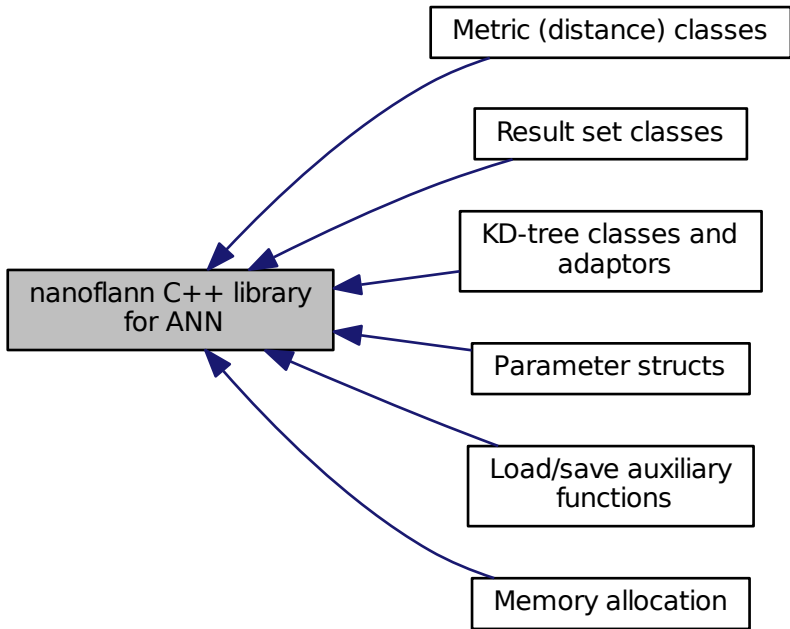 Metric (distance) classes
Result set classes
KD-tree classes and
adaptors
nanoflann C++ library
for ANN
Parameter structs
Load/save auxiliary
functions
Memory allocation